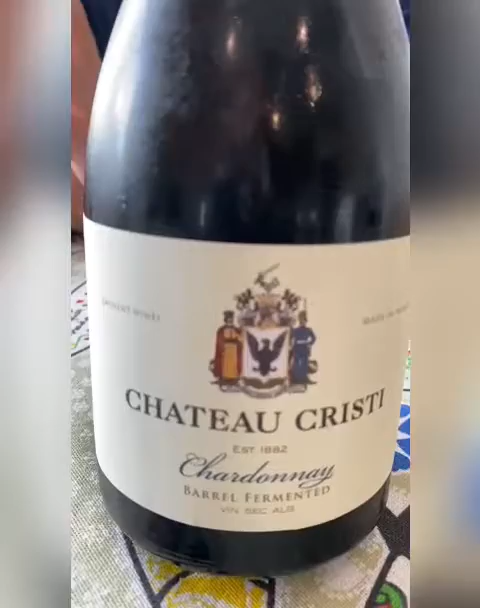 CHATEAU CRISTI
EST 1882
Chardonnay
BARREL FERMENTED
VIN SEC ALB